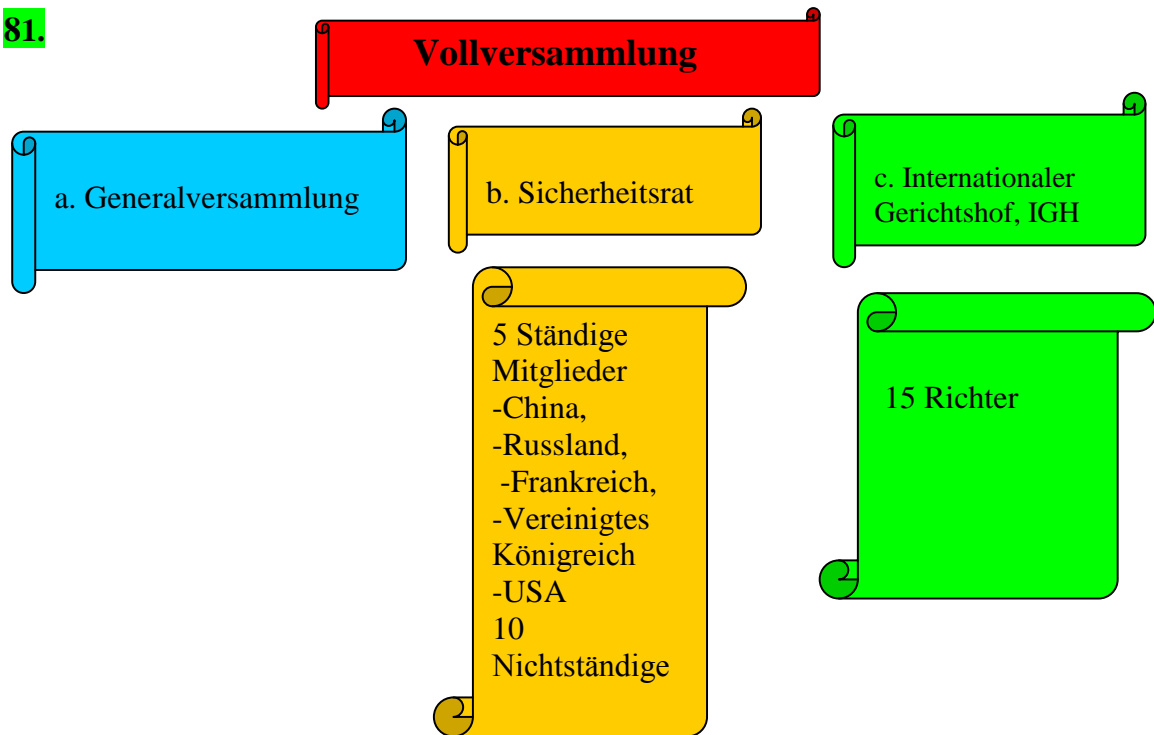 81.
Vollversammlung
a. Generalversammlung
b. Sicherheitsrat
c. Internationaler
Gerichtshof, IGH
5 Ständige
Mitglieder
-China,
-Russland,
-Frankreich,
-Vereinigtes
Königreich
-USA
10
Nichtständige
15 Richter